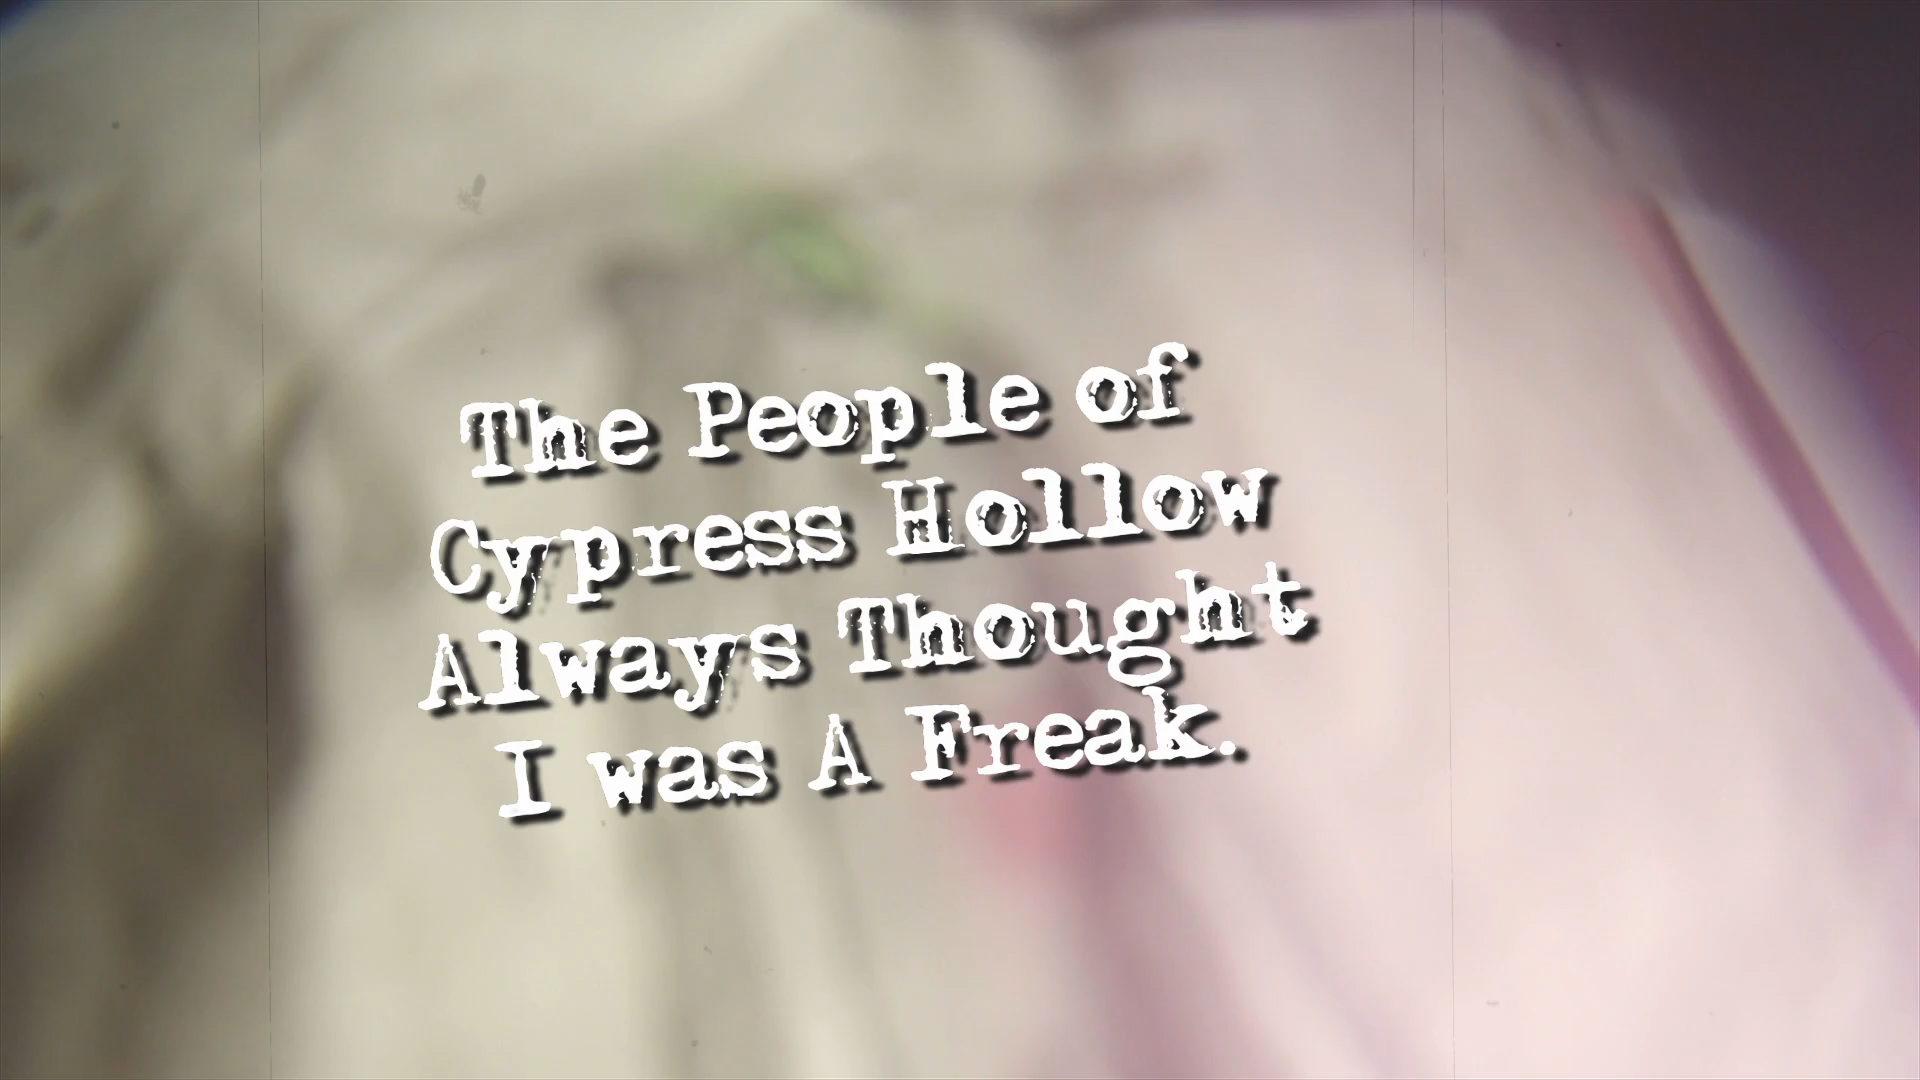 The People of
Cypress Hollow
Always Thought
I was A Freak.